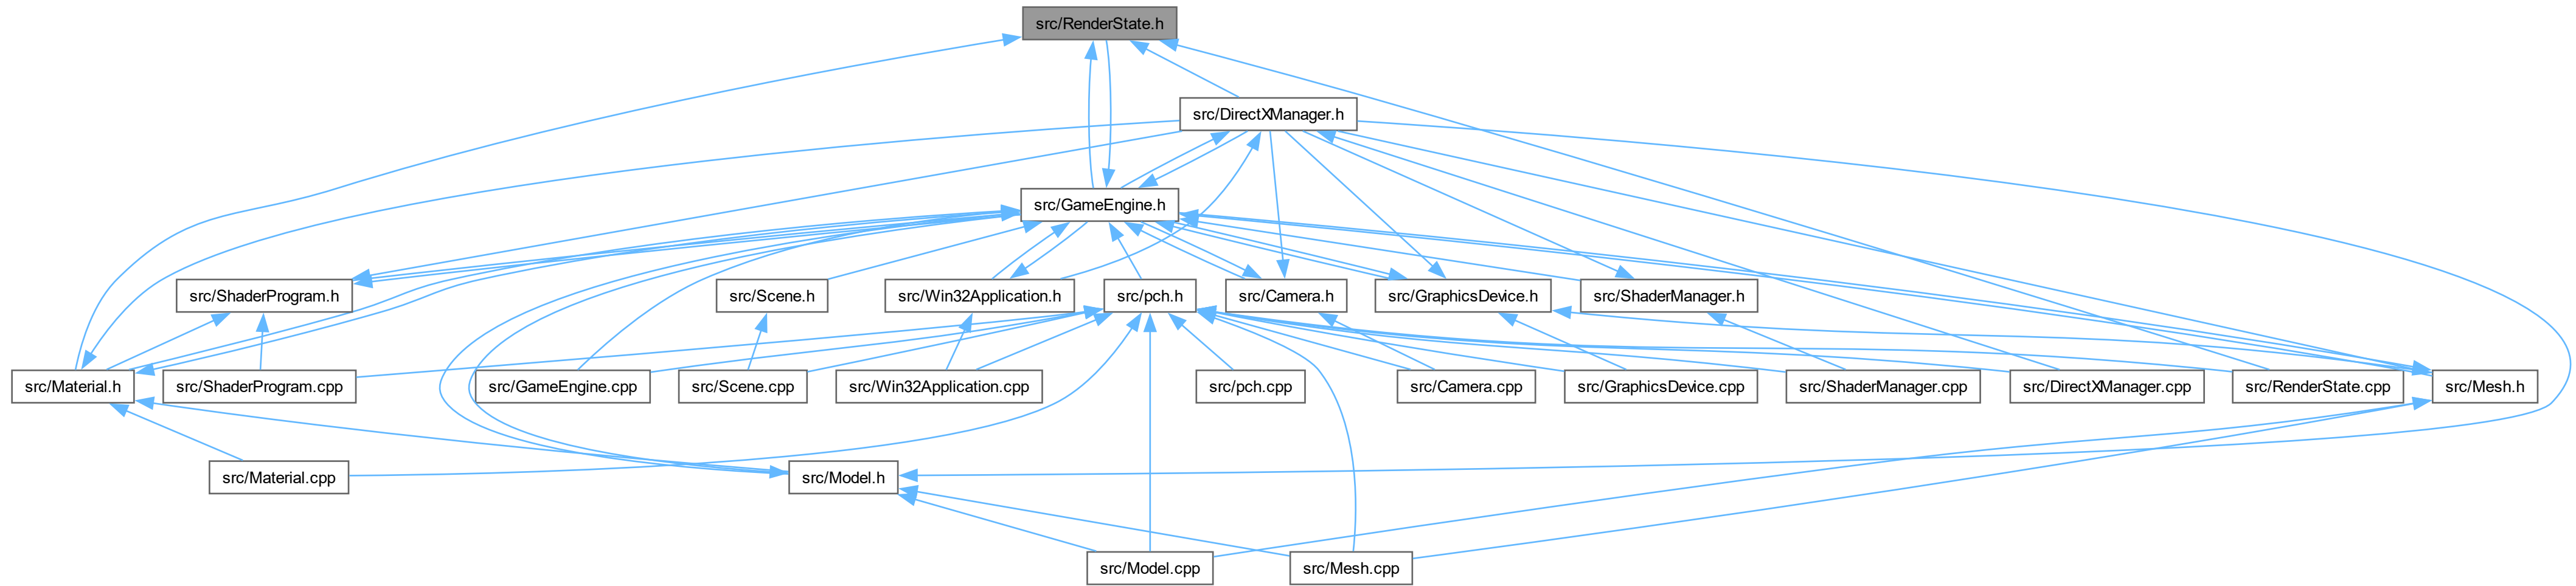 src/RenderState.h
src/DirectXManager.h
src/GameEngine.h
src/ShaderProgram.h
src/Scene.h
src/Win32Application.h
src/pch.h
src/Camera.h
src/GraphicsDevice.h
src/ShaderManager.h
src/Material.h
src/ShaderProgram.cpp
src/GameEngine.cpp
src/Scene.cpp
src/Win32Application.cpp
src/pch.cpp
src/Camera.cpp
src/GraphicsDevice.cpp
src/ShaderManager.cpp
src/DirectXManager.cpp
src/RenderState.cpp
src/Mesh.h
src/Material.cpp
src/Model.h
src/Model.cpp
src/Mesh.cpp